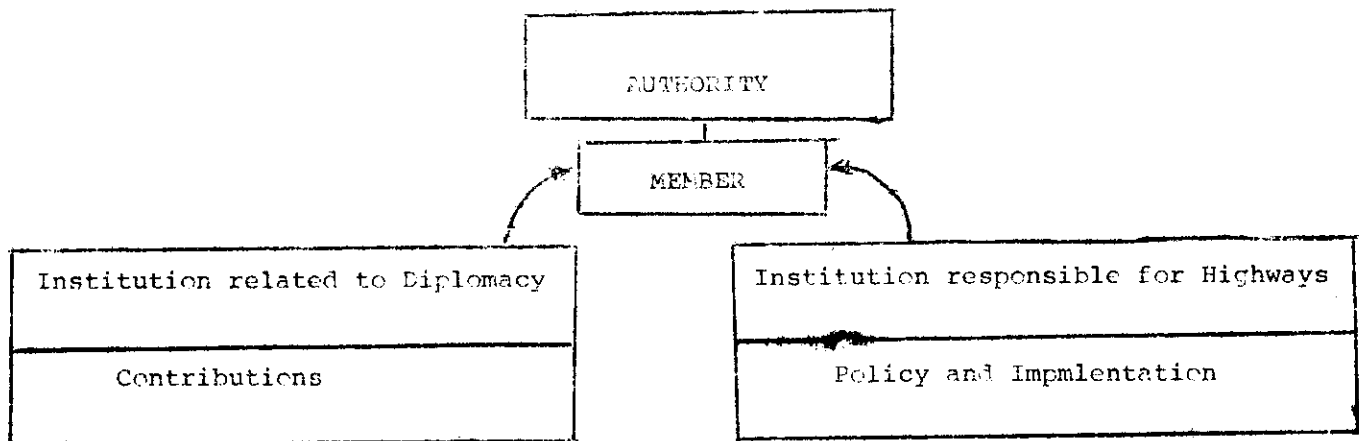 AUTHORITY
MEMBER
Institution related to Diplomacy
Contributions
Institution responsible for Highways
Policy and Impmlentation